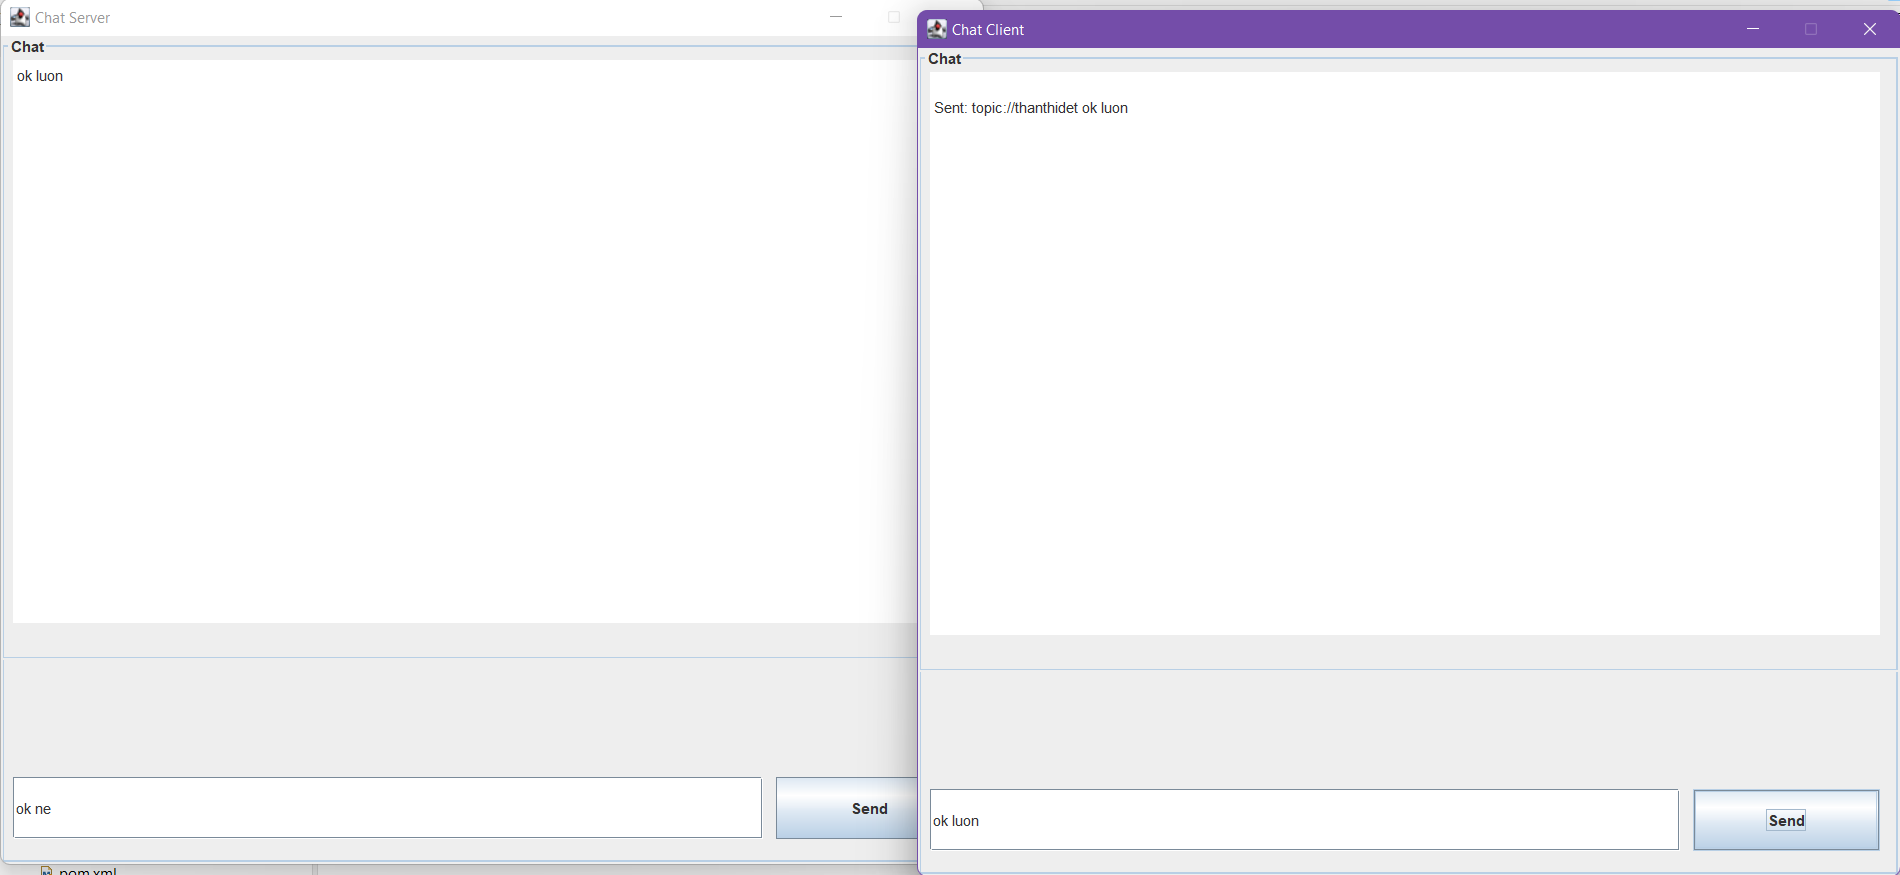 Chat Server
Chat
ok luon
ok ne
Send
Chat Client
Chat
Sent: topic://thanthidet ok luon
ok luon
Send
pom.xml